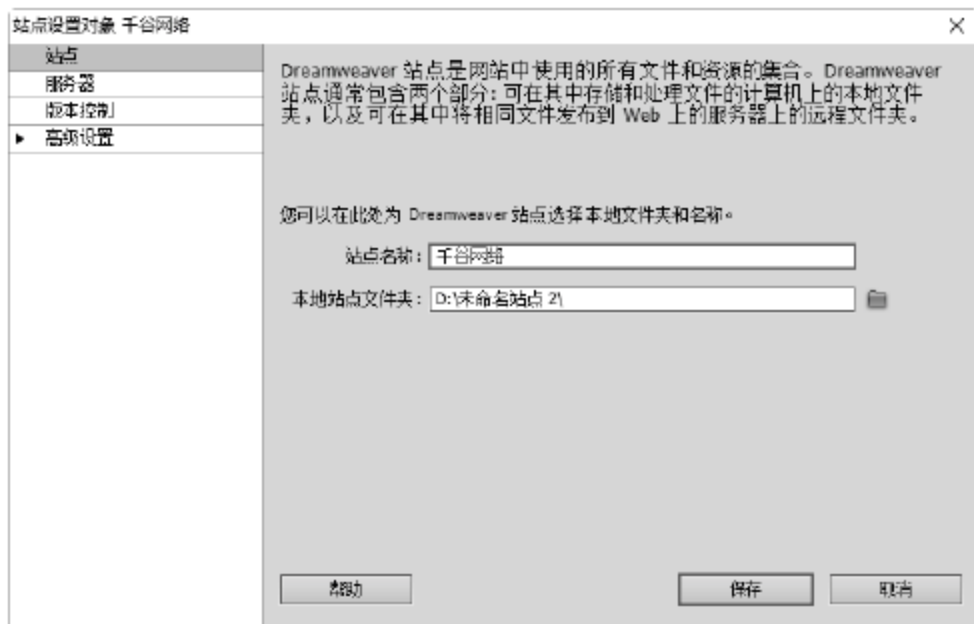 站点设置对象 千谷网络
站点
服务器
版本控制
高级设置
Dreamweaver 站点是网站中使用的所有文件和资源的集合。Dreamweaver
站点通常包含两个部分：可在其中存储和处理文件的计算机上的本地文件
夹，以及可在其中将相同文件发布到 Web 上的服务器上的远程文件夹。
您可以在此处为 Dreamweaver 站点选择本地文件夹和名称。
站点名称：千谷网络
本地站点文件夹：D:\未命名站点 2\
帮助 保存 取消